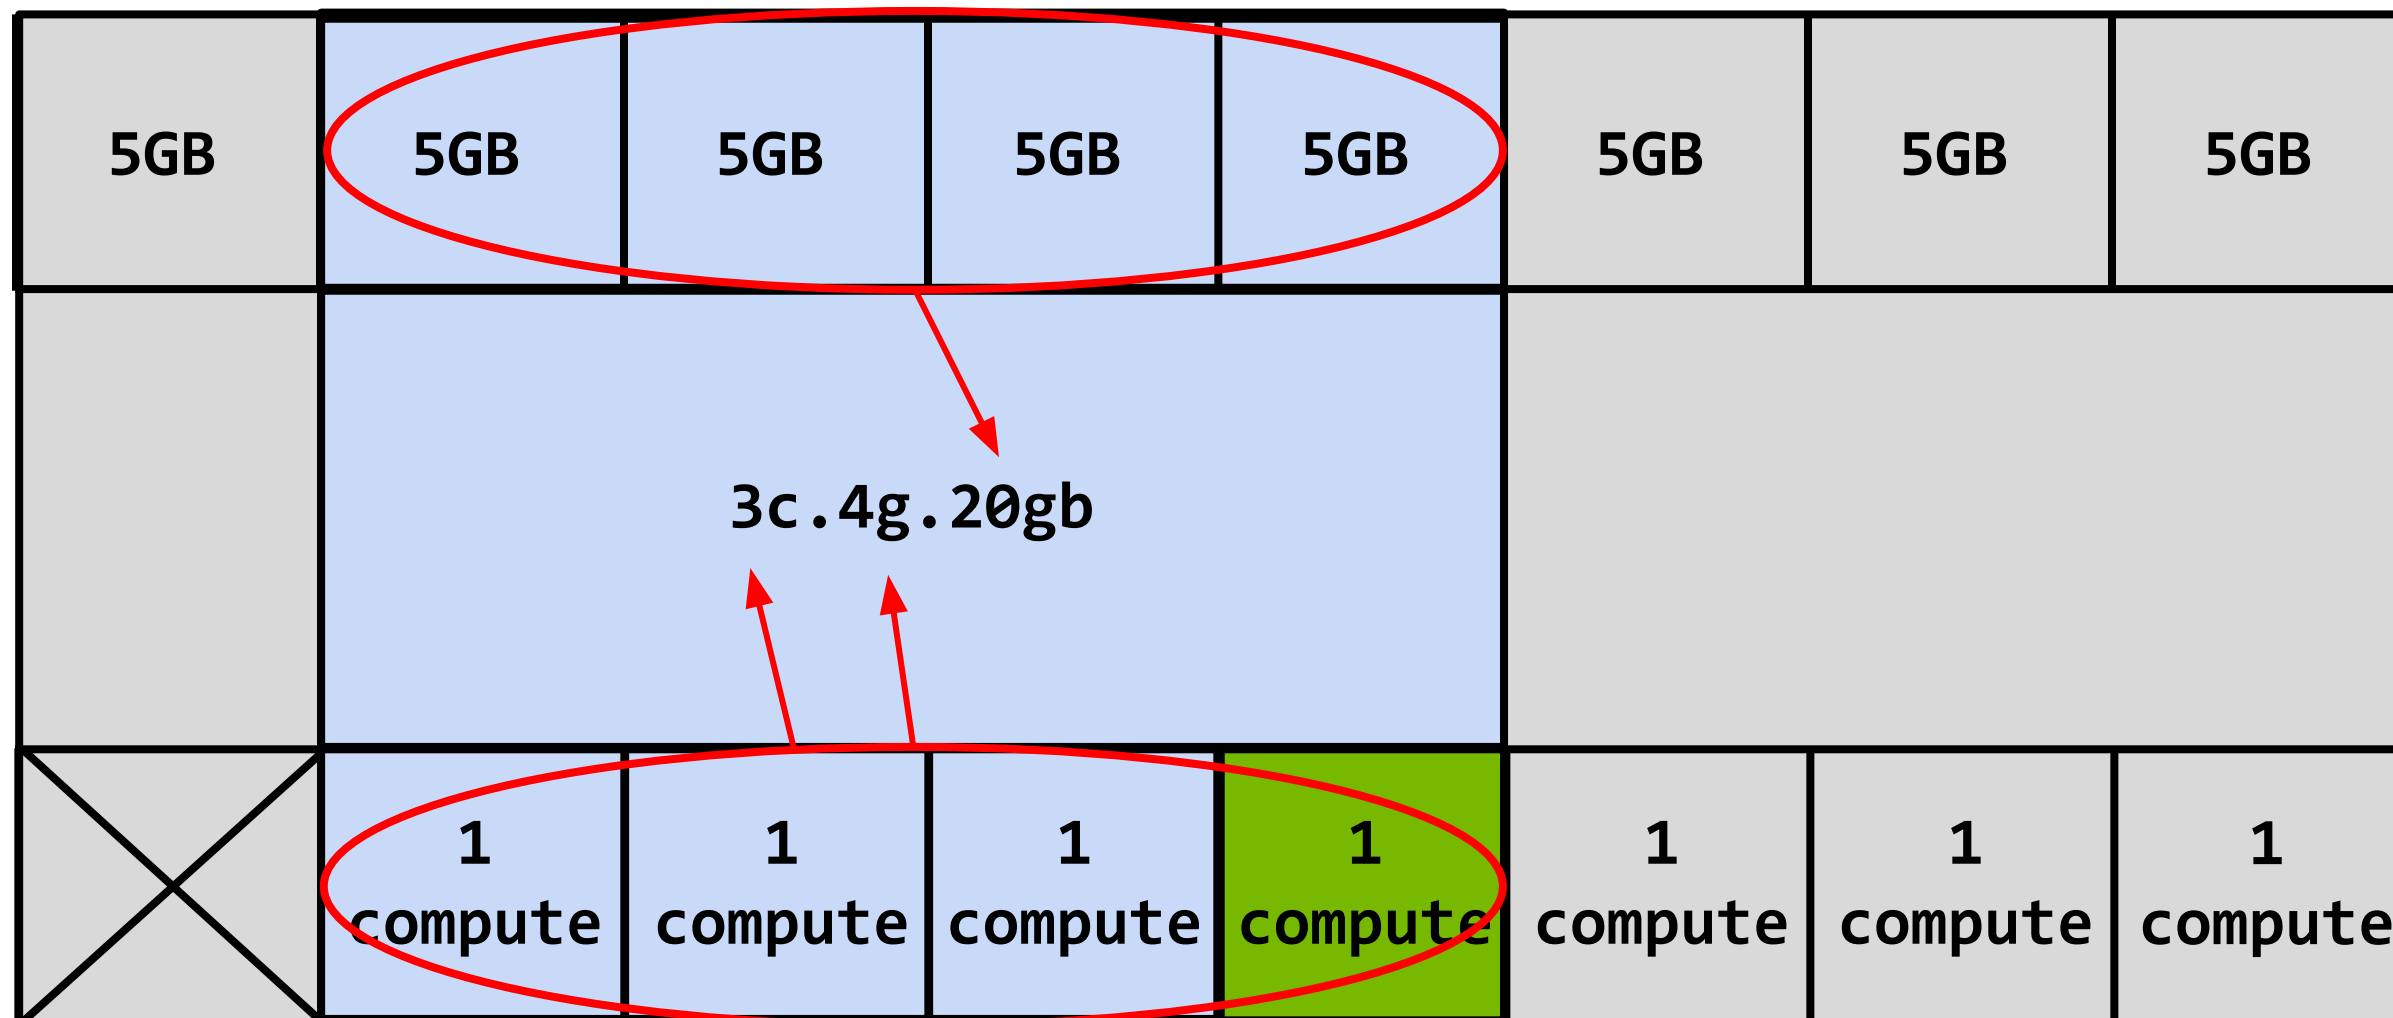 5GB 5GB 5GB 5GB 5GB 5GB 5GB 5GB
3c.4g.20gb
1 1 1 1 1 1 1
compute compute compute compute compute compute compute